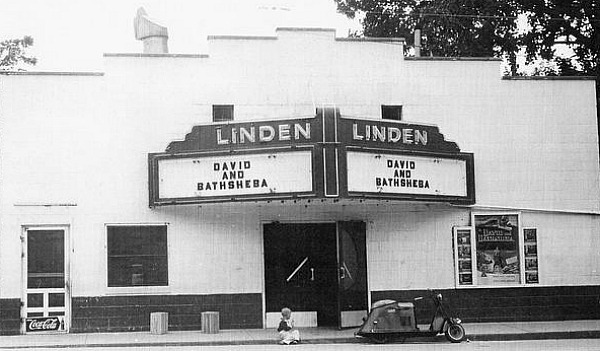 LINDEN
DAVID
AND
BATHSHEBA
LINDEN
DAVID
AND
BATHSHEBA
Coca-Cola